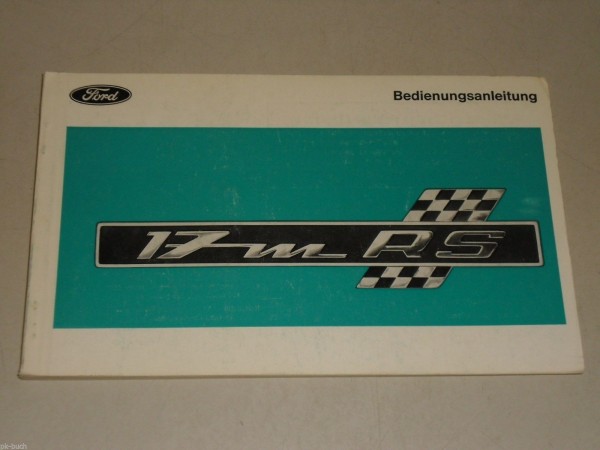 Ford
Bedienungsanleitung
17m RS
ok-buch